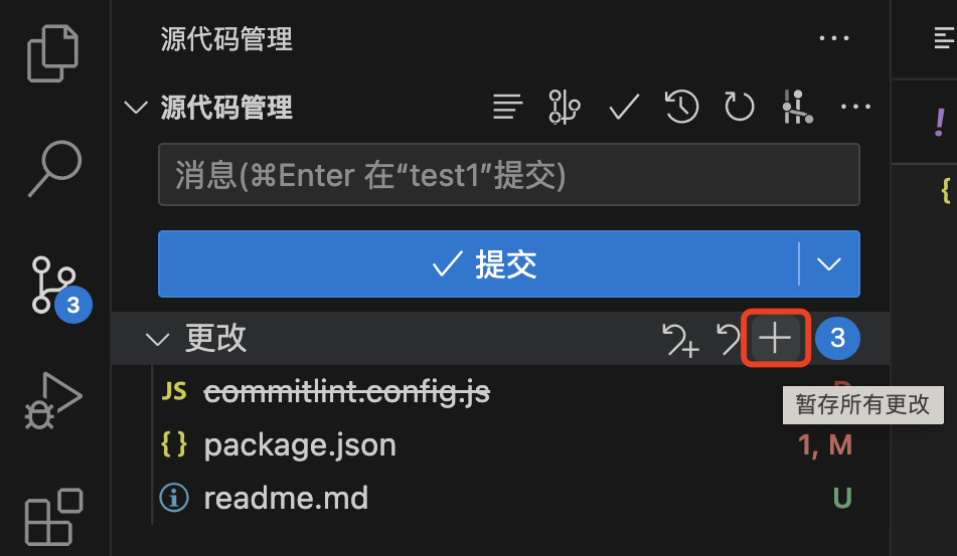 源代码管理
源代码管理
消息(⌘Enter 在“test1”提交)
提交
3
更改
3
JS commitlint.config.js
暂存所有更改
{} package.json 1, M
readme.md U
!
{